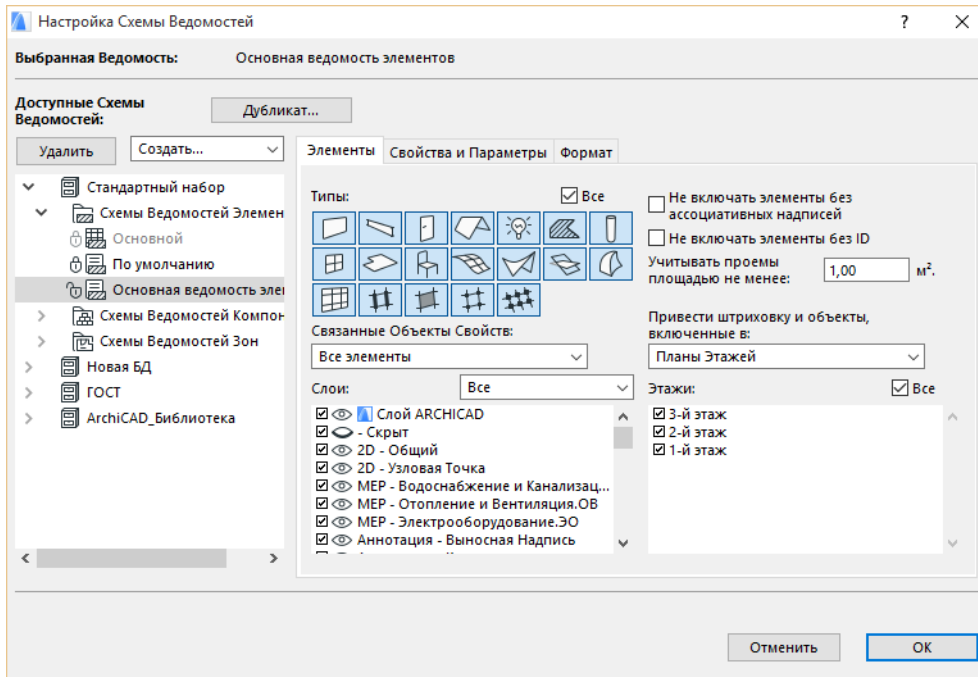 Настройка Схемы Ведомостей
?
Выбранная Ведомость: Основная ведомость элементов
Доступные Схемы
Ведомостей:
Дубликат...
Удалить
Создать...
Стандартный набор
Схемы Ведомостей Элемен
Основной
По умолчанию
Основная ведомость эле
Схемы Ведомостей Компон
Схемы Ведомостей Зон
Новая БД
ГОСТ
ArchiCAD_Библиотека
Элементы Свойства и Параметры Формат
Типы:
Все
Связанные Объекты Свойств:
Все элементы
Слои:
Все
Слой ARCHICAD
- Скрыт
2D - Общий
2D - Узловая Точка
MEP - Водоснабжение и Канализац...
MEP - Отопление и Вентиляция.ОВ
MEP - Электрооборудование.ЭО
Аннотация - Выносная Надпись
Не включать элементы без
ассоциативных надписей
Не включать элементы без ID
Учитывать проемы
площадью не менее:
1,00 м².
Привести штриховку и объекты,
включенные в:
Планы Этажей
Этажи:
Все
3-й этаж
2-й этаж
1-й этаж
Отменить
OK